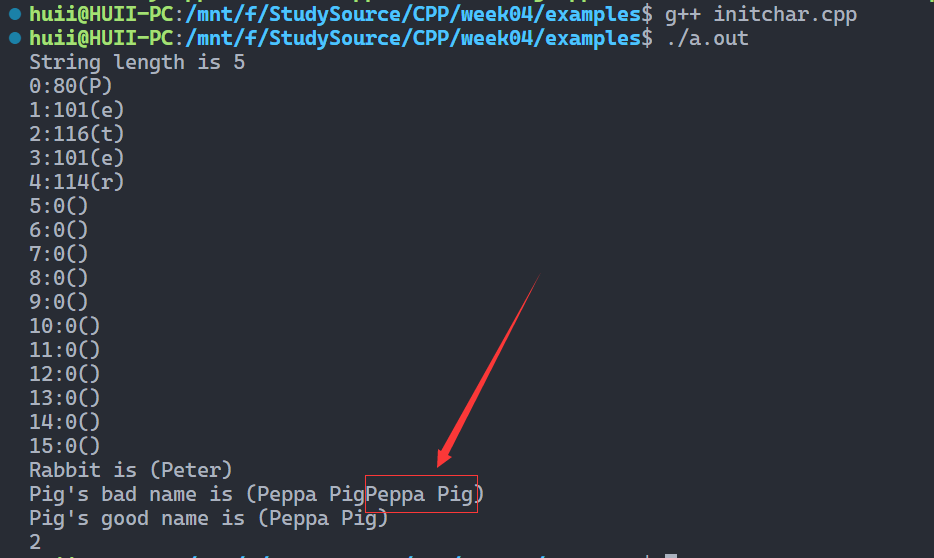 huii@HUII-PC:/mnt/f/StudySource/CPP/week04/examples$ g++ initchar.cpp
huii@HUII-PC:/mnt/f/StudySource/CPP/week04/examples$ ./a.out
String length is 5
0:80(P)
1:101(e)
2:116(t)
3:101(e)
4:114(r)
5:0()
6:0()
7:0()
8:0()
9:0()
10:0()
11:0()
12:0()
13:0()
14:0()
15:0()
Rabbit is (Peter)
Pig's bad name is (Peppa PigPeppa Pig)
Pig's good name is (Peppa Pig)
2